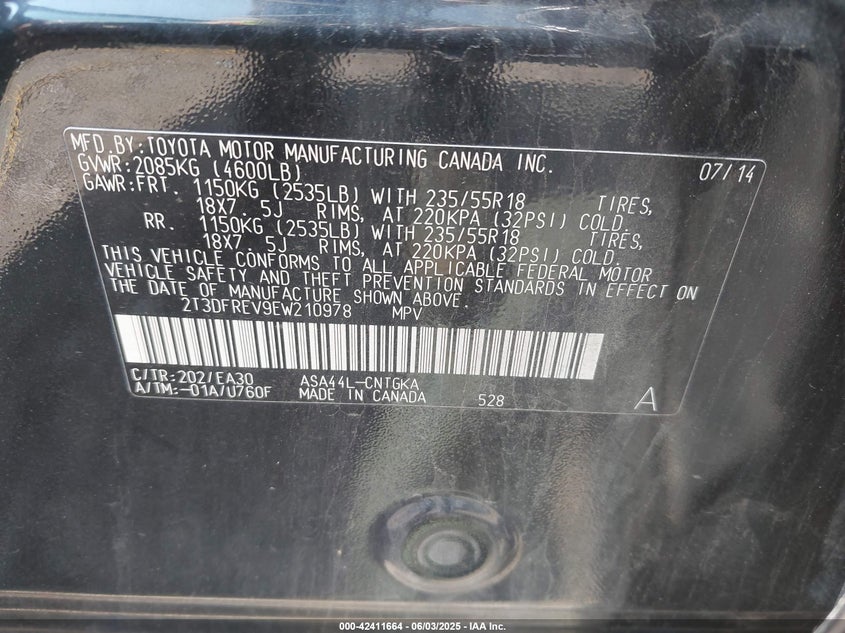 MFD.BY:TOYOTA MOTOR MANUFACTURING CANADA INC. 07/14
GVWR:2085KG (4600LB)
GAWR:FRT. 1150KG (2535LB) WITH 235/55R18 TIRES,
18X7.5J RIMS, AT 220KPA (32PSI) COLD.
RR. 1150KG (2535LB) WITH 235/55R18 TIRES,
18X7.5J RIMS, AT 220KPA (32PSI) COLD.
THIS VEHICLE CONFORMS TO ALL APPLICABLE FEDERAL MOTOR
VEHICLE SAFETY AND THEFT PREVENTION STANDARDS IN EFFECT ON
THE DATE OF MANUFACTURE SHOWN ABOVE.
2T3DFREV9EW210978 MPV
C/TR:202/EA30 ASA44L-CNTGKA
A/TM:-01A/U760F MADE IN CANADA 528 A
000-42411664 - 06/03/2025 - IAA Inc.